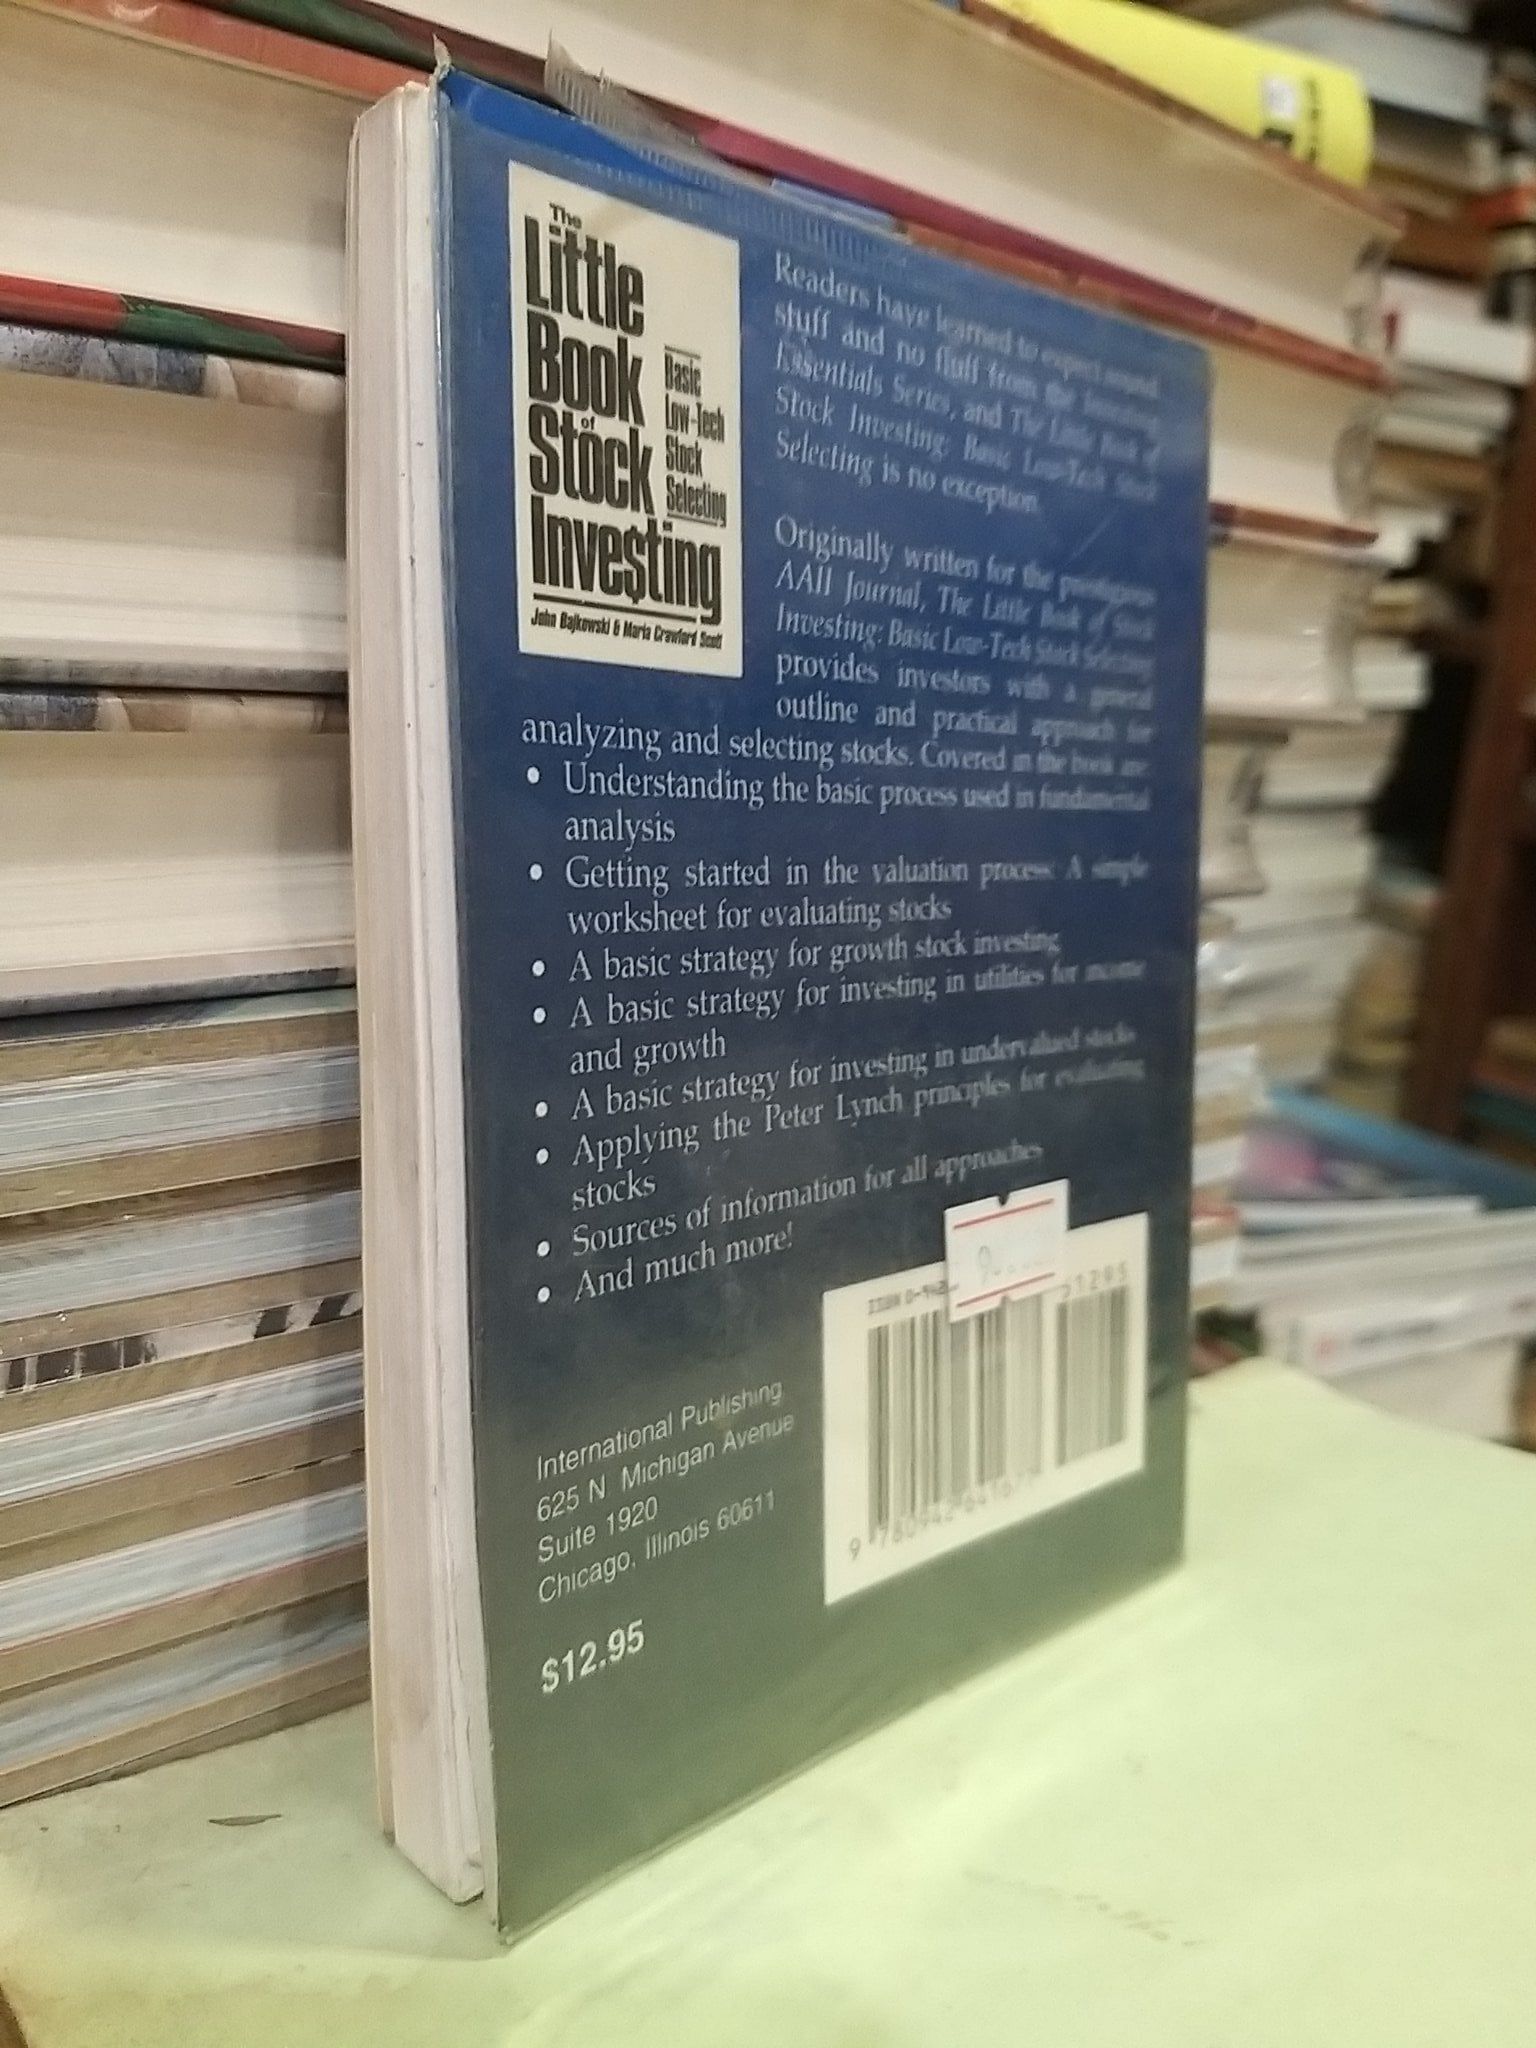 The
Little
Book
of
Stock
Inve$ting
Basic
Low-Tech
Stock
Selecting
John Bajkowski & Maria Crawford Scott
Readers have learned to expect sound
stuff and no fluff from the Investing
Essentials Series, and The Little Book of
Stock Investing: Basic Low-Tech Stock
Selecting is no exception.
Originally written for the prestigious
AAII Journal, The Little Book of Stock
Investing: Basic Low-Tech Stock Selecting
provides investors with a general
outline and practical approach for
analyzing and selecting stocks. Covered in the book are:
• Understanding the basic process used in fundamental
analysis
• Getting started in the valuation process: A simple
worksheet for evaluating stocks
• A basic strategy for growth stock investing
• A basic strategy for investing in utilities for income
and growth
• A basic strategy for investing in undervalued stocks
• Applying the Peter Lynch principles for evaluating
stocks
• Sources of information for all approaches
• And much more!
ISBN 0-942
51295
International Publishing
625 N Michigan Avenue
Suite 1920
Chicago, Illinois 60611
$12.95